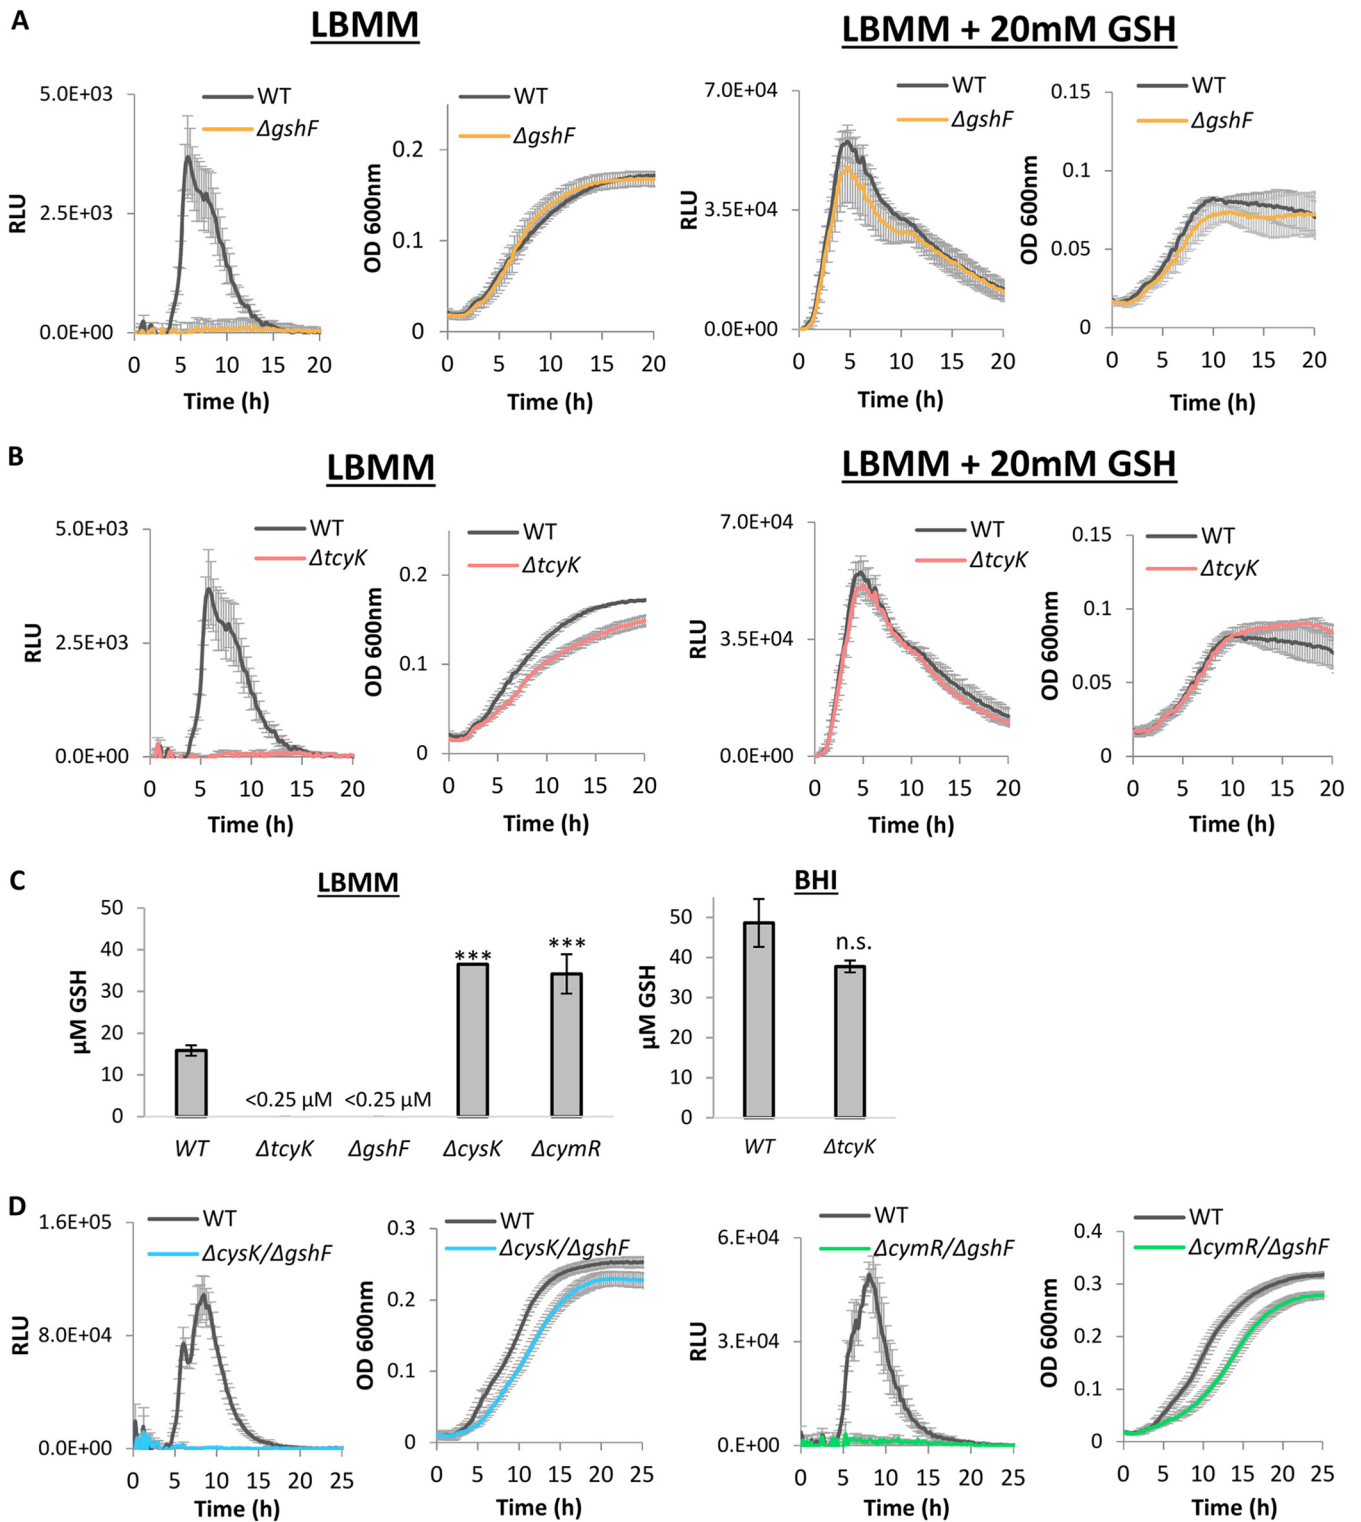 A
LBMM
LBMM + 20mM GSH
WT
ΔgshF
5.0E+03
2.5E+03
0.0E+00
RLU
0 5 10 15 20
Time (h)
WT
ΔgshF
0.2
0.1
0
OD 600nm
0 5 10 15 20
Time (h)
WT
ΔgshF
7.0E+04
3.5E+04
0.0E+00
RLU
0 5 10 15 20
Time (h)
WT
ΔgshF
0.15
0.1
0.05
0
OD 600nm
0 5 10 15 20
Time (h)
B
LBMM
LBMM + 20mM GSH
WT
ΔtcyK
5.0E+03
2.5E+03
0.0E+00
RLU
0 5 10 15 20
Time (h)
WT
ΔtcyK
0.2
0.1
0
OD 600nm
0 5 10 15 20
Time (h)
WT
ΔtcyK
7.0E+04
3.5E+04
0.0E+00
RLU
0 5 10 15 20
Time (h)
WT
ΔtcyK
0.15
0.1
0.05
0
OD 600nm
0 5 10 15 20
Time (h)
C
LBMM
50
40
30
20
10
0
µM GSH
<0.25 µM <0.25 µM
***
***
WT ΔtcyK ΔgshF ΔcysK ΔcymR
BHI
50
40
30
20
10
0
µM GSH
n.s.
WT ΔtcyK
D
WT
ΔcysK/ΔgshF
1.6E+05
8.0E+04
0.0E+00
RLU
0 5 10 15 20 25
Time (h)
WT
ΔcysK/ΔgshF
0.3
0.2
0.1
0
OD 600nm
0 5 10 15 20 25
Time (h)
WT
ΔcymR/ΔgshF
6.E+04
3.E+04
0.E+00
RLU
0 5 10 15 20 25
Time (h)
WT
ΔcymR/ΔgshF
0.4
0.3
0.2
0.1
0
OD 600nm
0 5 10 15 20 25
Time (h)